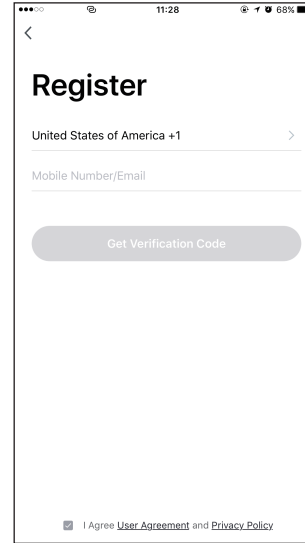 11:28 68%
Register
United States of America +1
Mobile Number/Email
Get Verification Code
I Agree User Agreement and Privacy Policy